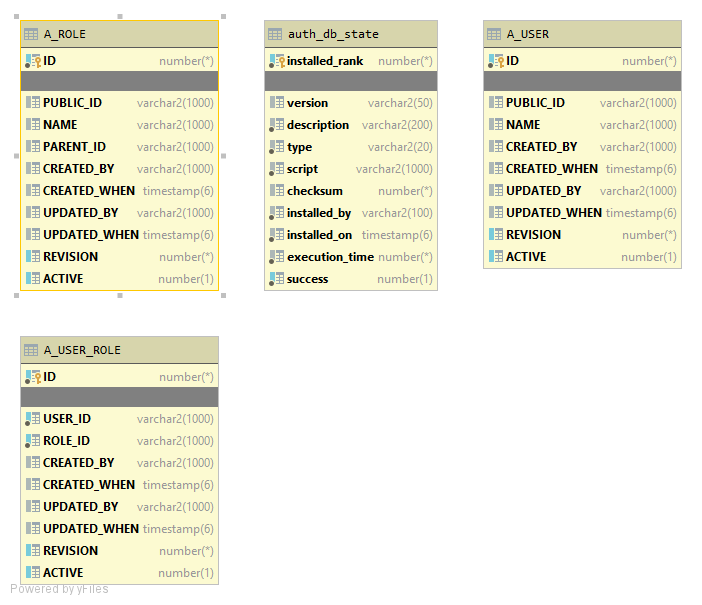 A_ROLE
ID number(*)
PUBLIC_ID varchar2(1000)
NAME varchar2(1000)
PARENT_ID varchar2(1000)
CREATED_BY varchar2(1000)
CREATED_WHEN timestamp(6)
UPDATED_BY varchar2(1000)
UPDATED_WHEN timestamp(6)
REVISION number(*)
ACTIVE number(1)
auth_db_state
installed_rank number(*)
version varchar2(50)
description varchar2(200)
type varchar2(20)
script varchar2(1000)
checksum number(*)
installed_by varchar2(100)
installed_on timestamp(6)
execution_time number(*)
success number(1)
A_USER
ID number(*)
PUBLIC_ID varchar2(1000)
NAME varchar2(1000)
CREATED_BY varchar2(1000)
CREATED_WHEN timestamp(6)
UPDATED_BY varchar2(1000)
UPDATED_WHEN timestamp(6)
REVISION number(*)
ACTIVE number(1)
A_USER_ROLE
ID number(*)
USER_ID varchar2(1000)
ROLE_ID varchar2(1000)
CREATED_BY varchar2(1000)
CREATED_WHEN timestamp(6)
UPDATED_BY varchar2(1000)
UPDATED_WHEN timestamp(6)
REVISION number(*)
ACTIVE number(1)
Powered by yFiles